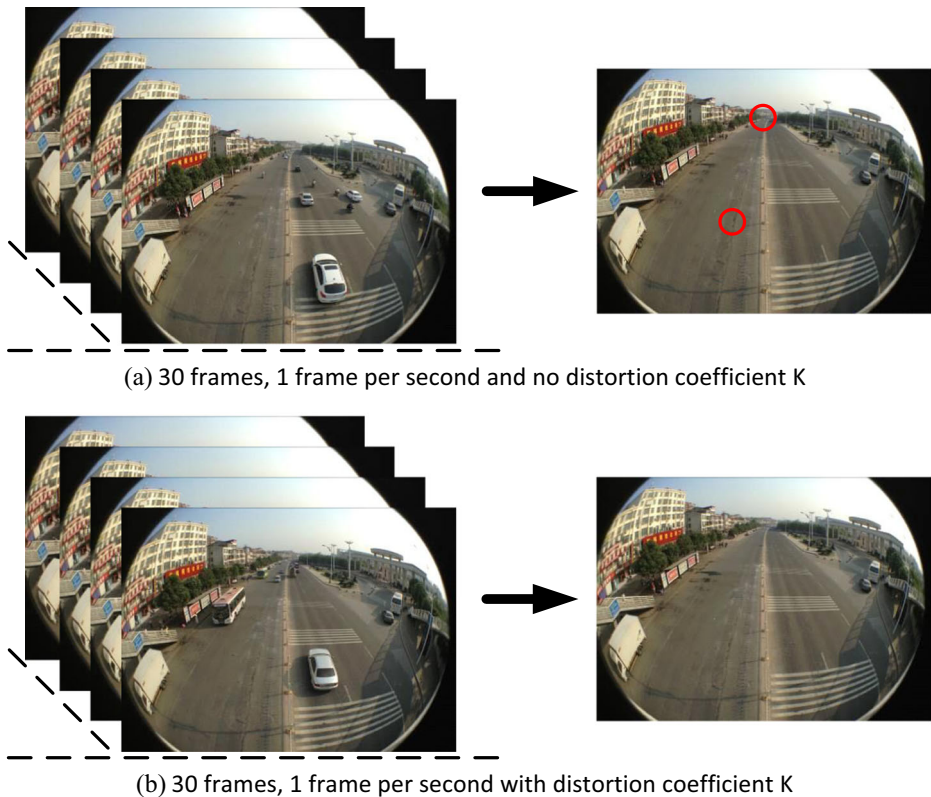 (a) 30 frames, 1 frame per second and no distortion coefficient K
(b) 30 frames, 1 frame per second with distortion coefficient K